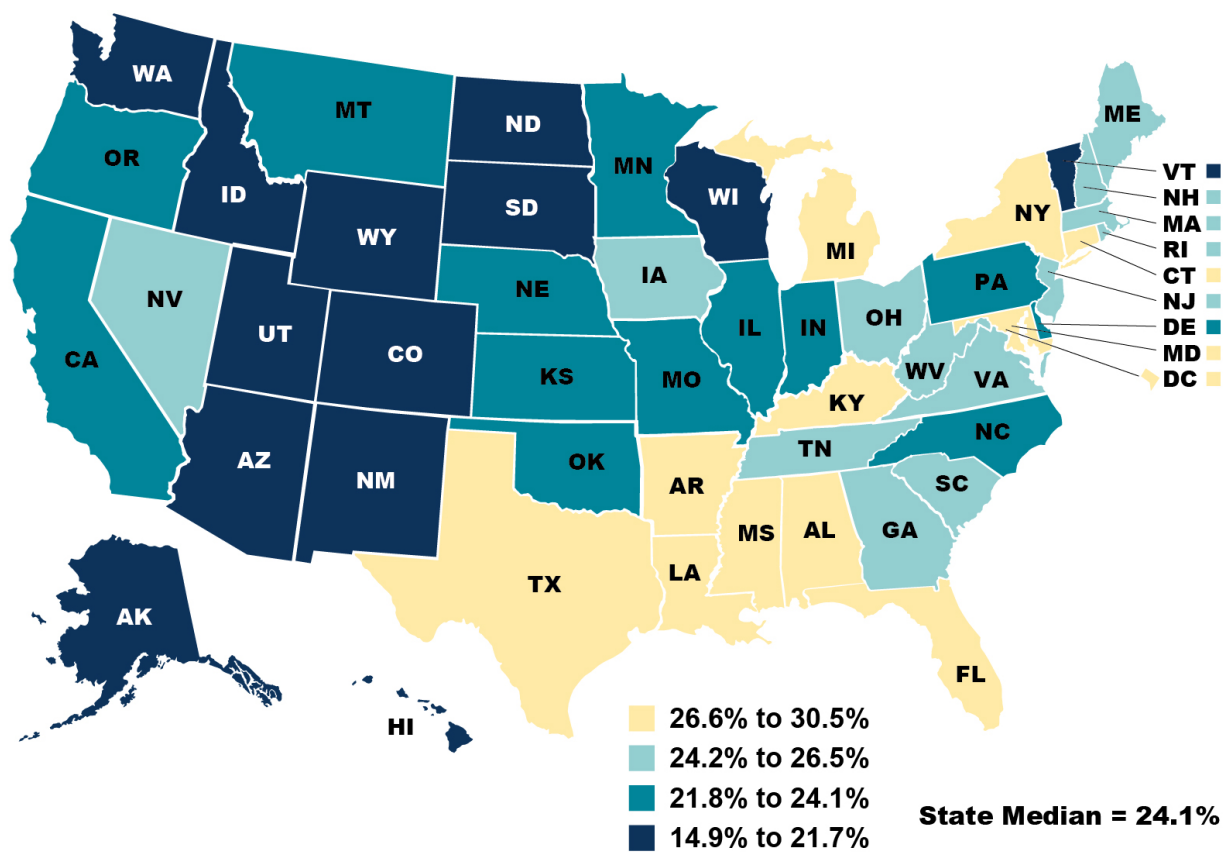 WA
MT
ND
MN
ME
OR
ID
SD
WI
VT
NH
WY
NY
MA
MI
RI
CT
NV
NE
IA
PA
NJ
UT
IL
IN
OH
DE
CA
CO
WV
MD
KS
MO
VA
DC
KY
NC
TN
AZ
NM
OK
AR
SC
MS
AL
GA
TX
LA
AK
FL
HI
26.6% to 30.5%
24.2% to 26.5%
21.8% to 24.1%
14.9% to 21.7%
State Median = 24.1%